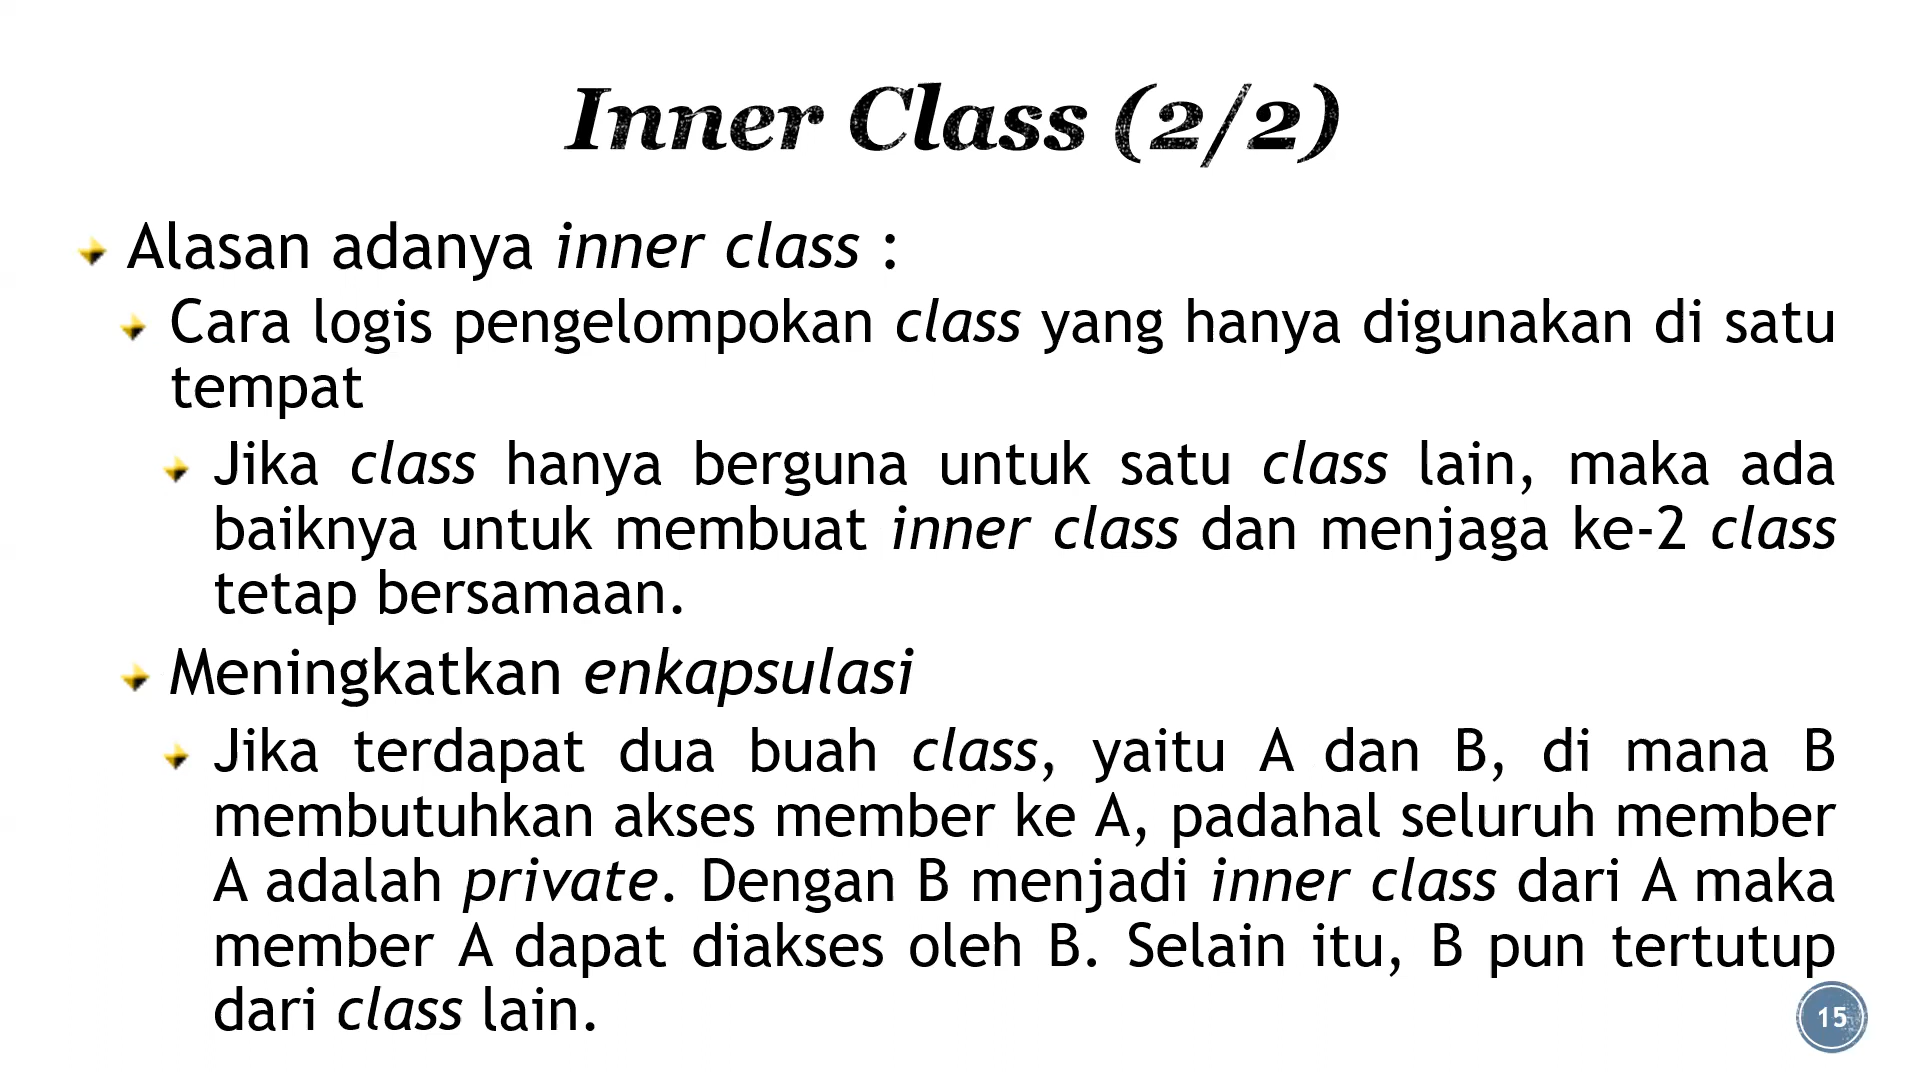 Inner Class (2/2)
Alasan adanya inner class :
Cara logis pengelompokan class yang hanya digunakan di satu
tempat
Jika class hanya berguna untuk satu class lain, maka ada
baiknya untuk membuat inner class dan menjaga ke-2 class
tetap bersamaan.
Meningkatkan enkapsulasi
Jika terdapat dua buah class, yaitu A dan B, di mana B
membutuhkan akses member ke A, padahal seluruh member
A adalah private. Dengan B menjadi inner class dari A maka
member A dapat diakses oleh B. Selain itu, B pun tertutup
dari class lain.
15